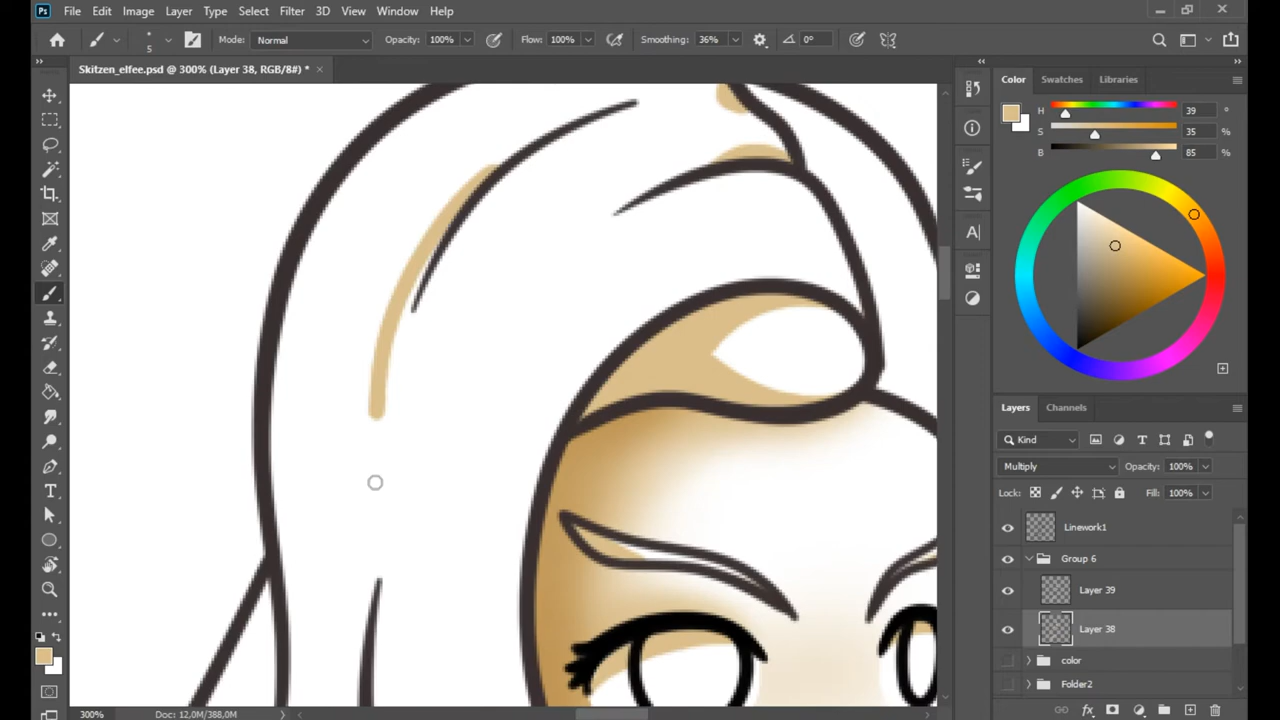 Ps File Edit Image Layer Type Select Filter 3D View Window Help
5 Mode: Normal Opacity: 100% Flow: 100% Smoothing: 36% 0°
Skitzen_elfee.psd @ 300% (Layer 38, RGB/8#) * ×
Color Swatches Libraries
H 39 °
S 35 %
B 85 %
Layers Channels
Kind
Multiply Opacity: 100%
Lock: Fill: 100%
Linework1
Group 6
Layer 39
Layer 38
color
Folder2
300% Doc: 12,0M/388,0M